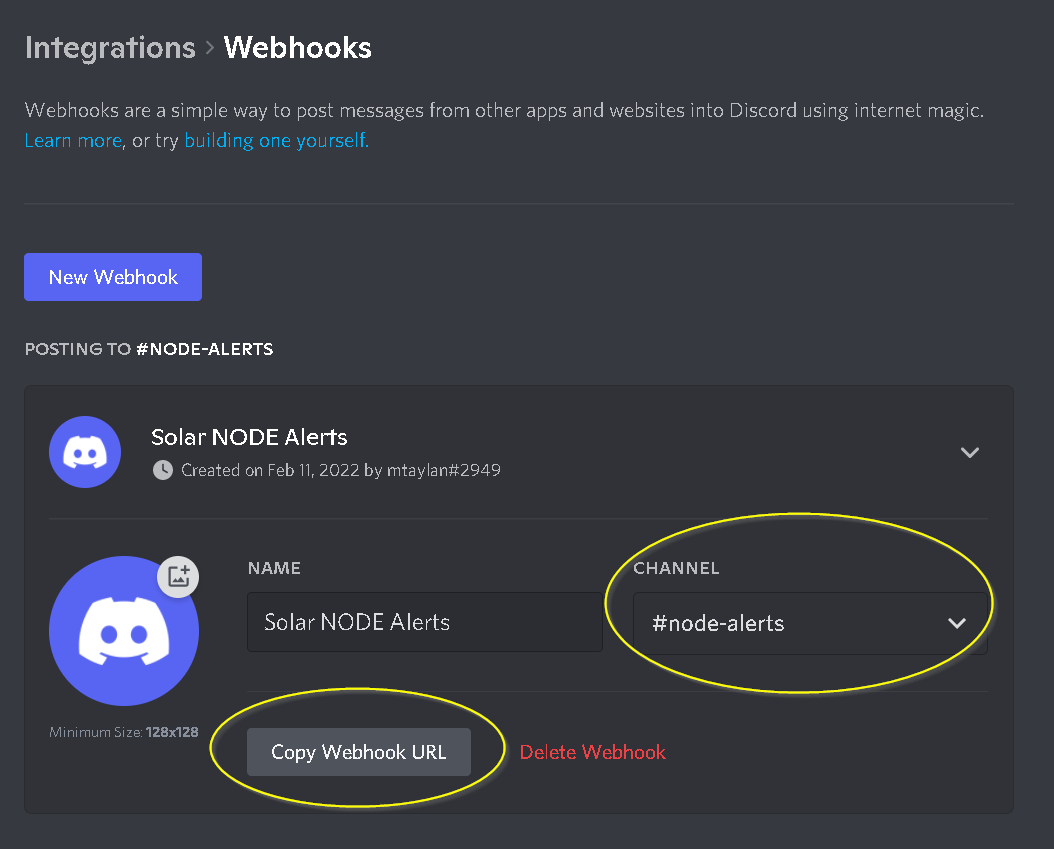 Integrations > Webhooks
Webhooks are a simple way to post messages from other apps and websites into Discord using internet magic.
Learn more, or try building one yourself.
New Webhook
POSTING TO #NODE-ALERTS
Solar NODE Alerts
Created on Feb 11, 2022 by mtaylan#2949
NAME
CHANNEL
Solar NODE Alerts
#node-alerts
Minimum Size: 128x128
Copy Webhook URL
Delete Webhook